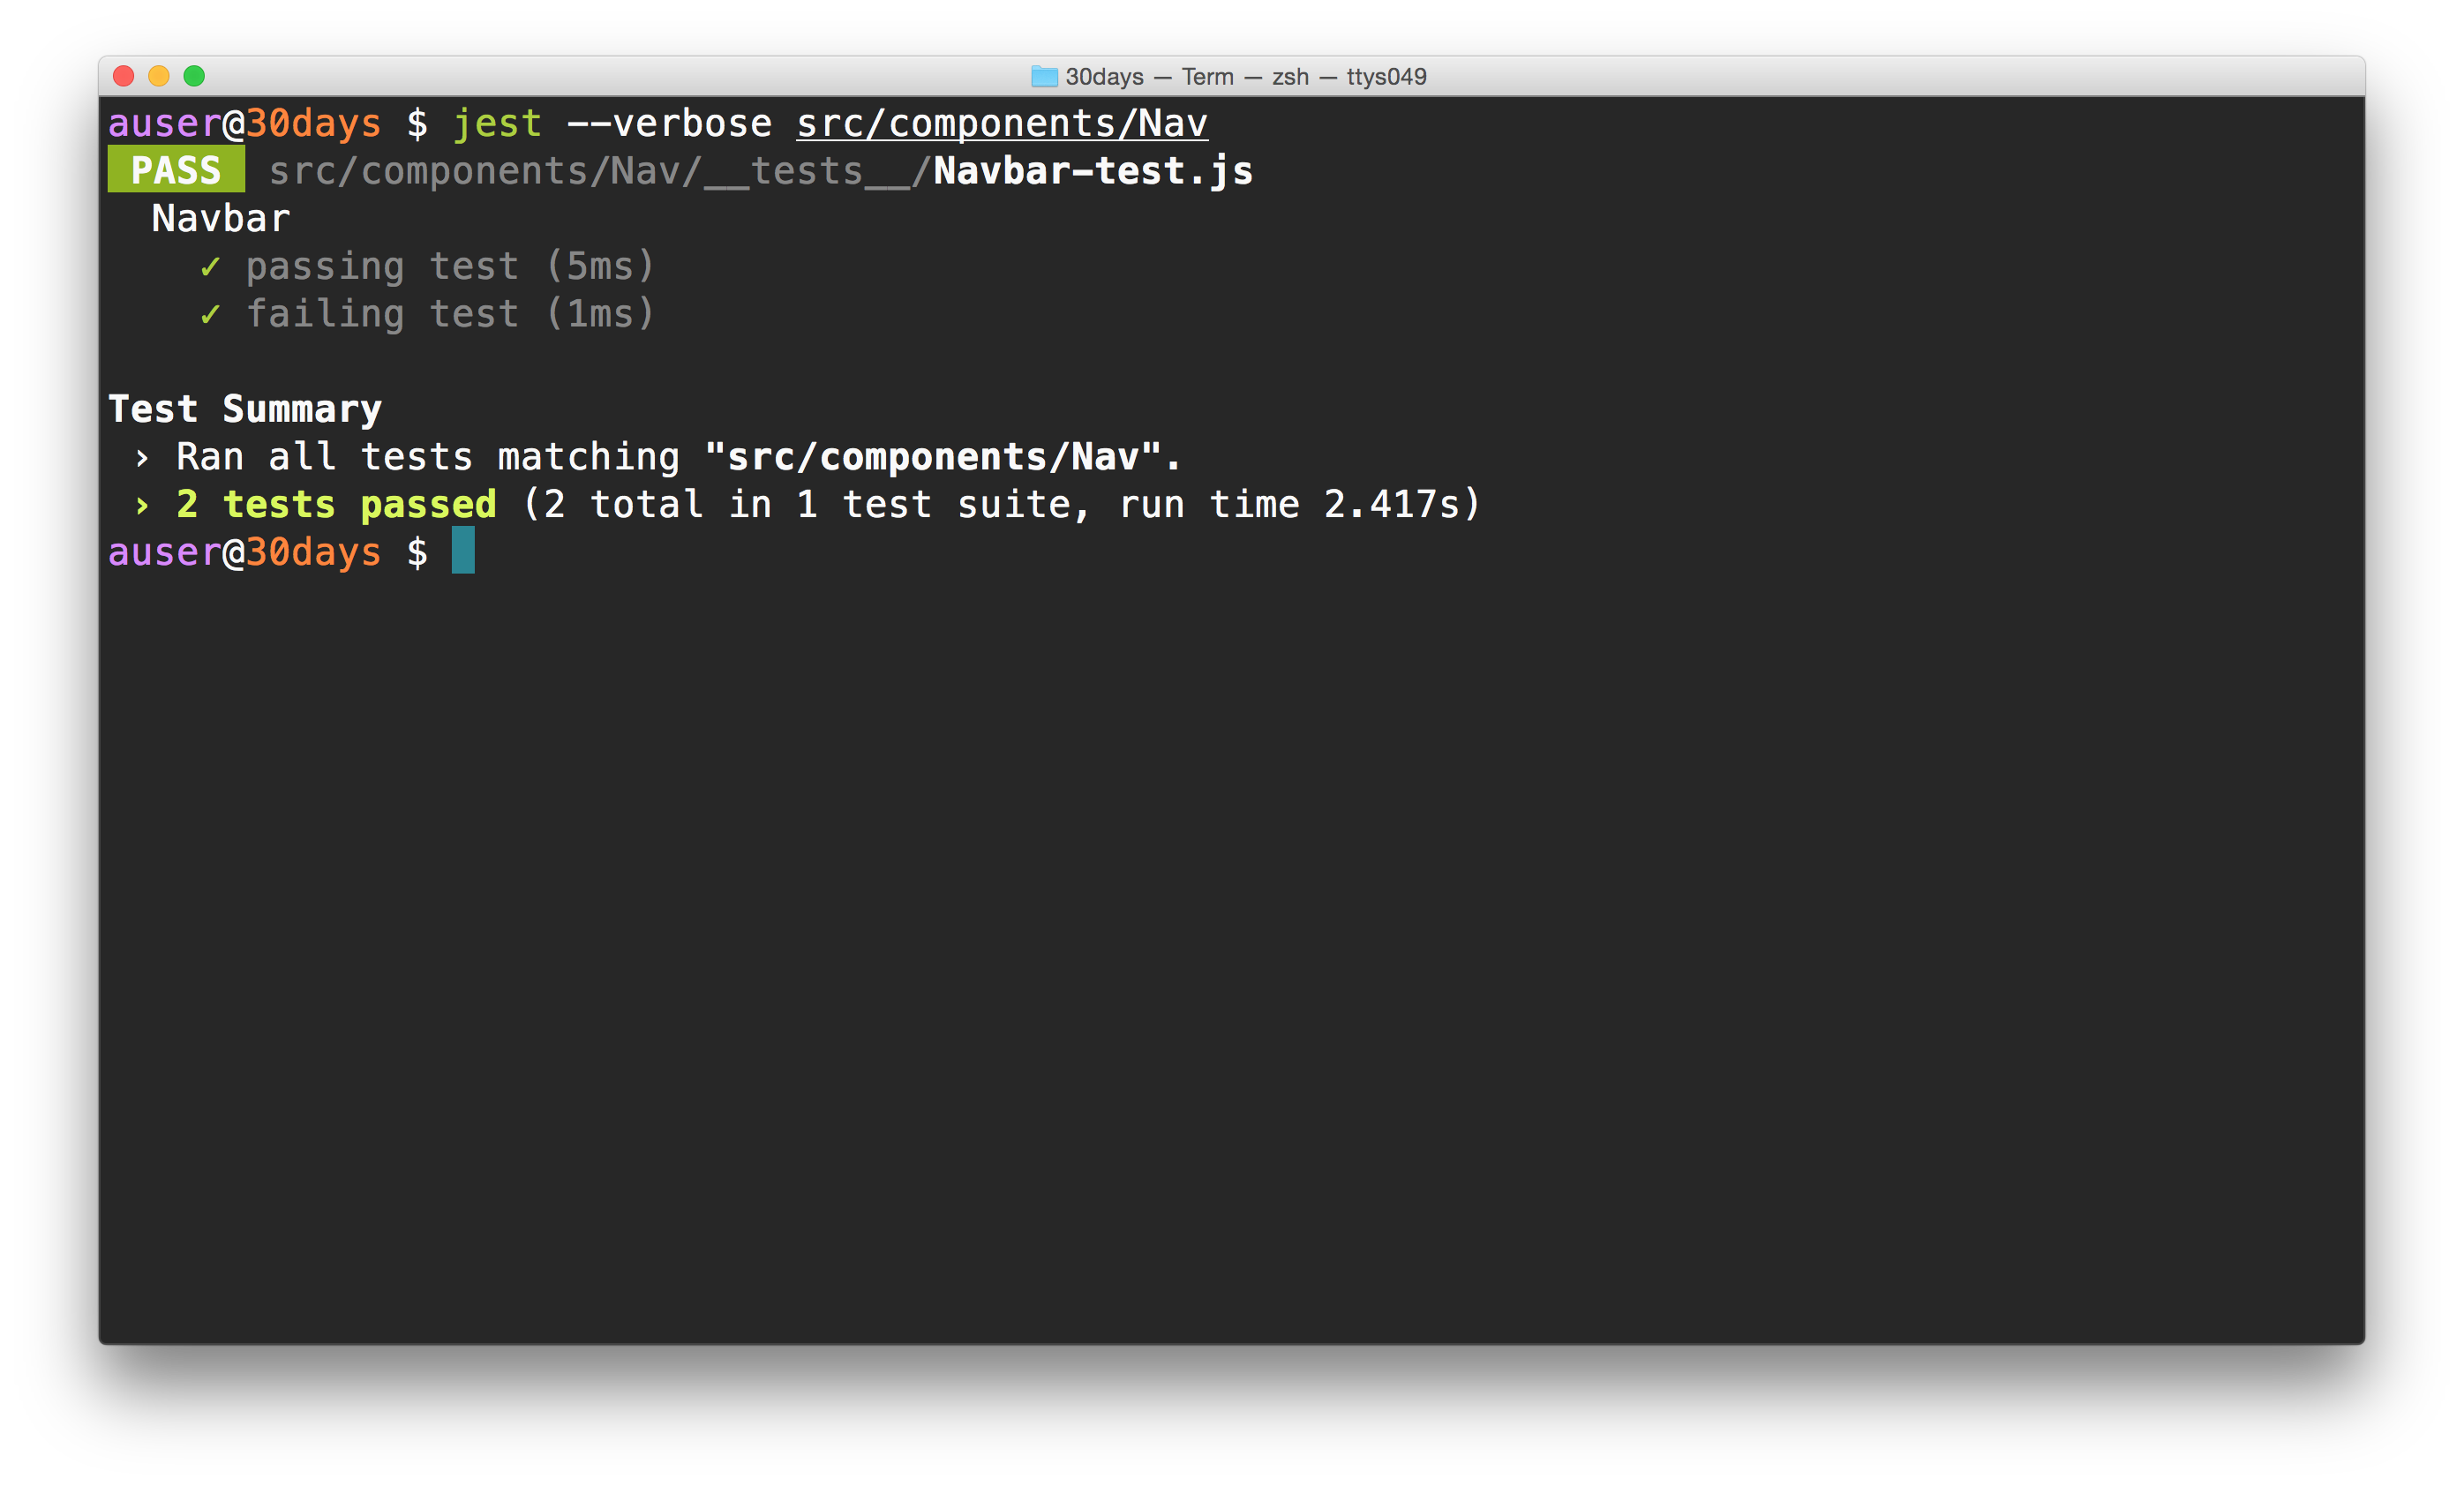 30days — Term — zsh — ttys049
auser@30days $ jest --verbose src/components/Nav
PASS src/components/Nav/__tests__/Navbar-test.js
Navbar
✓ passing test (5ms)
✓ failing test (1ms)
Test Summary
› Ran all tests matching "src/components/Nav".
› 2 tests passed (2 total in 1 test suite, run time 2.417s)
auser@30days $